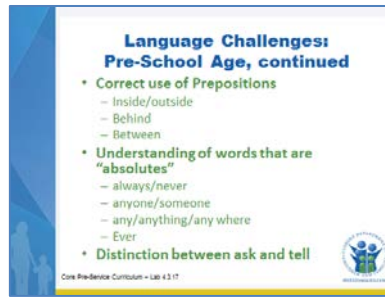 Language Challenges:
Pre-School Age, continued
• Correct use of Prepositions
– Inside/outside
– Behind
– Between
• Understanding of words that are
"absolutes"
– always/never
– anyone/someone
– any/anything/any where
– Ever
• Distinction between ask and tell
Core Pre-Service Curriculum – Lab 4.3.17